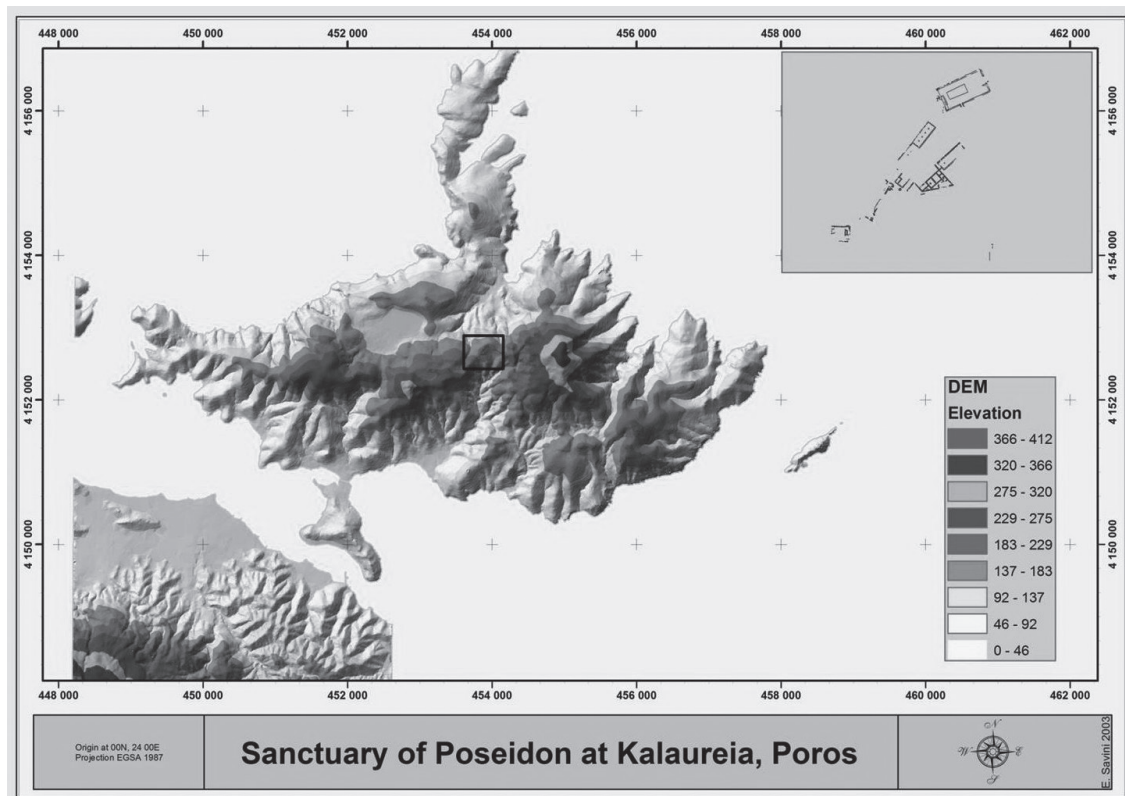 448 000 450 000 452 000 454 000 456 000 458 000 460 000 462 000
4 156 000 4 156 000
4 154 000 4 154 000
4 152 000 4 152 000
4 150 000 4 150 000
DEM
Elevation
366 - 412
320 - 366
275 - 320
229 - 275
183 - 229
137 - 183
92 - 137
46 - 92
0 - 46
448 000 450 000 452 000 454 000 456 000 458 000 460 000 462 000
Origin at 00N, 24 00E
Projection EGSA 1987
Sanctuary of Poseidon at Kalaureia, Poros
N
W E
S
E. Savini 2003